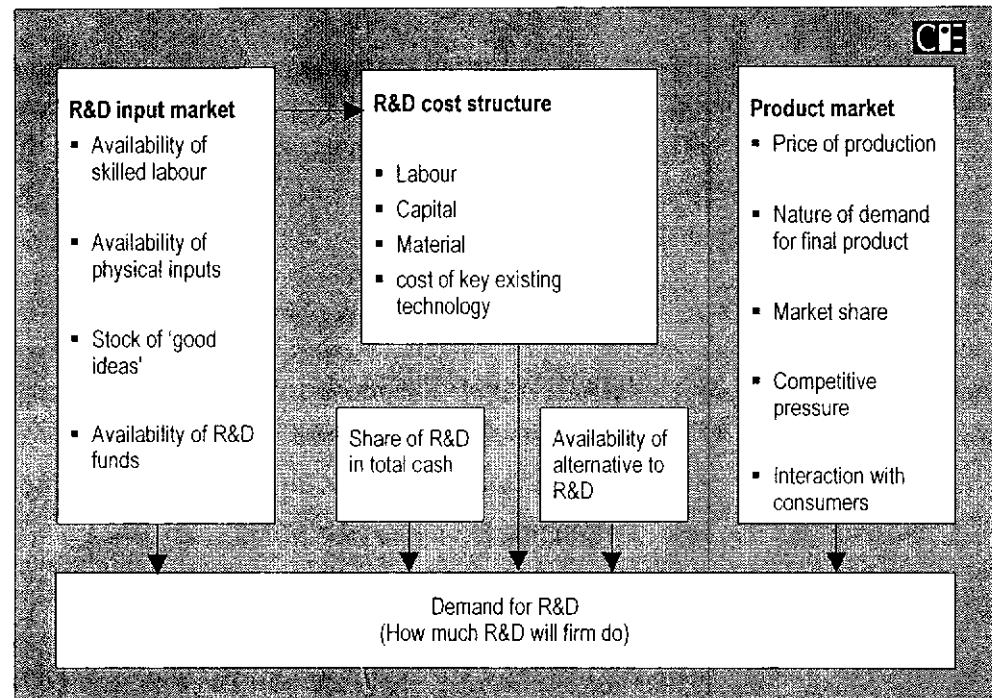 CIE
R&D input market
▪ Availability of
skilled labour
▪ Availability of
physical inputs
▪ Stock of 'good
ideas'
▪ Availability of R&D
funds
R&D cost structure
▪ Labour
▪ Capital
▪ Material
▪ cost of key existing
technology
Share of R&D
in total cash
Availability of
alternative to
R&D
Product market
▪ Price of production
▪ Nature of demand
for final product
▪ Market share
▪ Competitive
pressure
▪ Interaction with
consumers
Demand for R&D
(How much R&D will firm do)